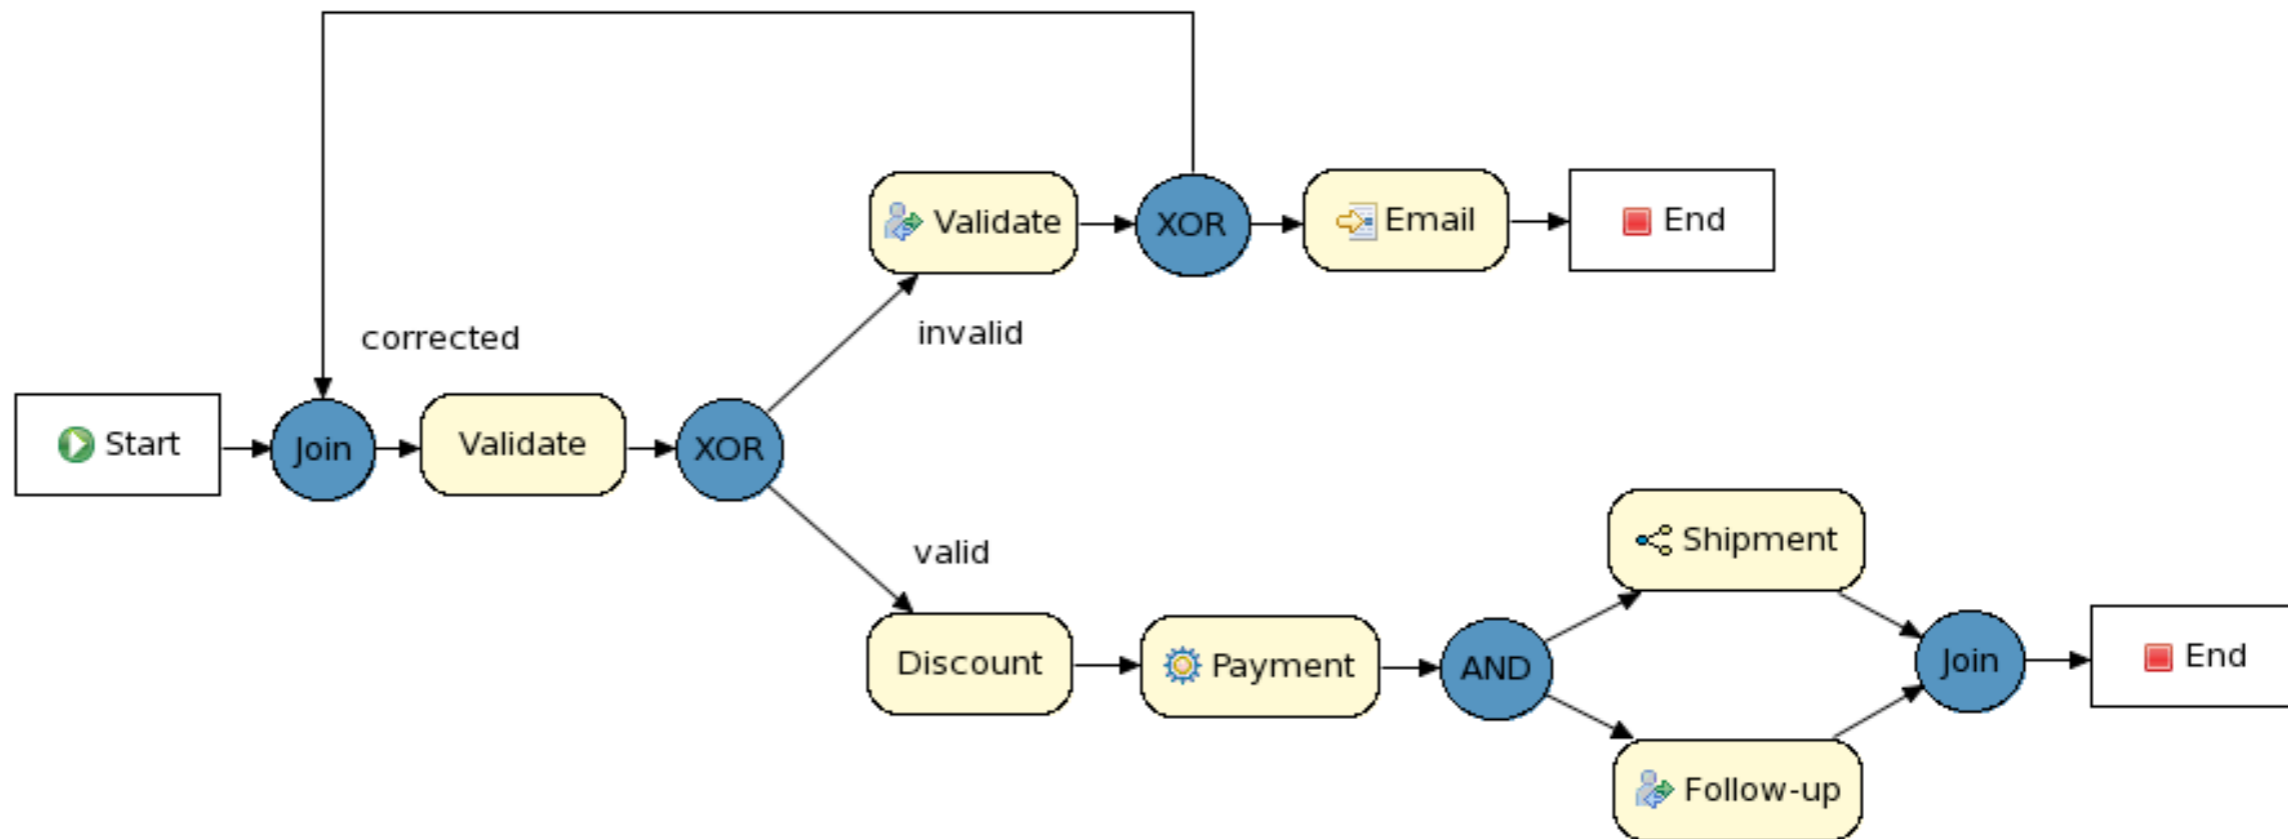 Validate
XOR
Email
End
corrected
invalid
Start
Join
Validate
XOR
valid
Shipment
Discount
Payment
AND
Join
End
Follow-up